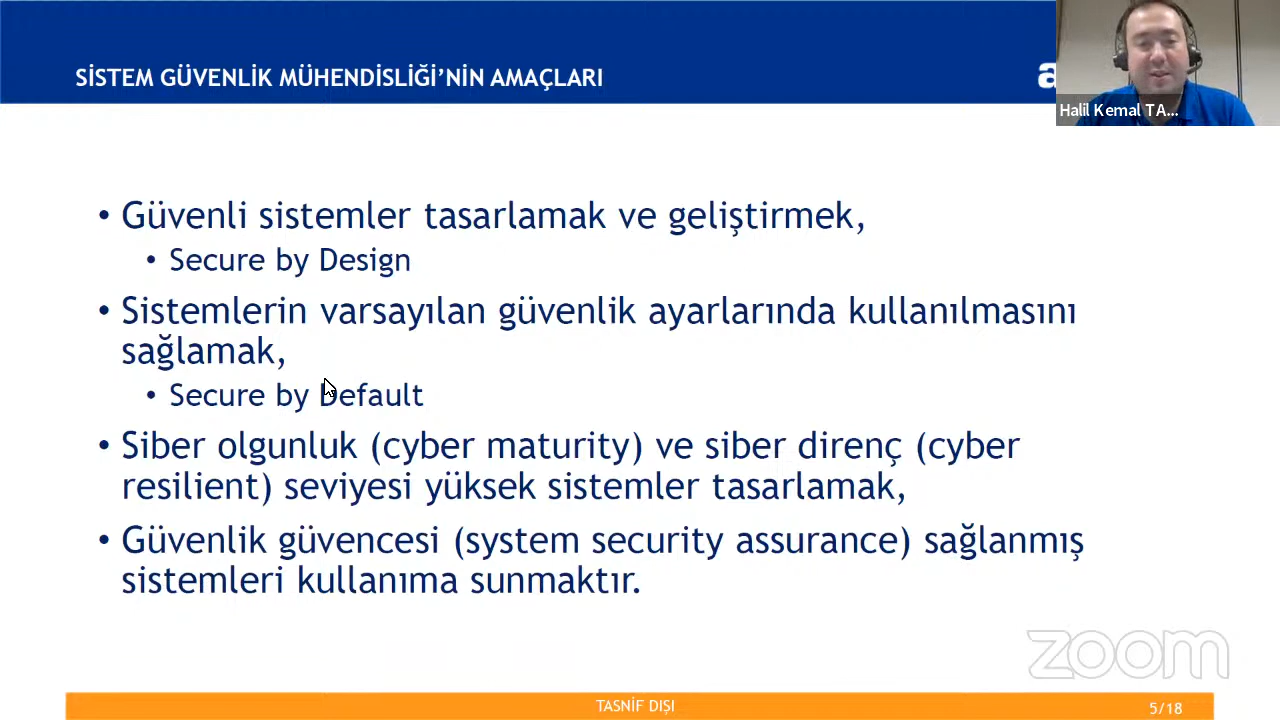 SİSTEM GÜVENLİK MÜHENDİSLİĞİ’NİN AMAÇLARI
a
Halil Kemal TA...
• Güvenli sistemler tasarlamak ve geliştirmek,
• Secure by Design
• Sistemlerin varsayılan güvenlik ayarlarında kullanılmasını
sağlamak,
• Secure by Default
• Siber olgunluk (cyber maturity) ve siber direnç (cyber
resilient) seviyesi yüksek sistemler tasarlamak,
• Güvenlik güvencesi (system security assurance) sağlanmış
sistemleri kullanıma sunmaktır.
zoom
TASNİF DIŞI
5/18